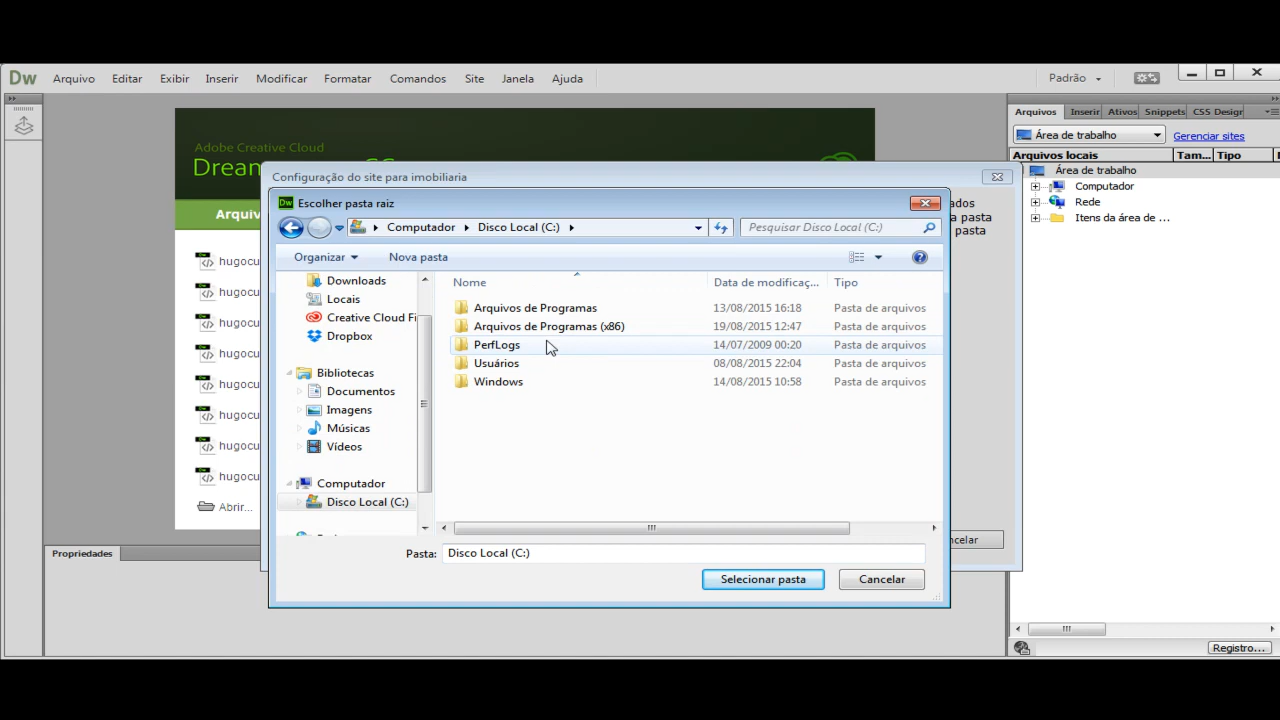 Dw Arquivo Editar Exibir Inserir Modificar Formatar Comandos Site Janela Ajuda Padrão
Arquivos Inserir Ativos Snippets CSS Design
Área de trabalho Gerenciar sites
Arquivos locais Tam... Tipo
Área de trabalho
Computador
Rede
Itens da área de ...
Adobe Creative Cloud
Configuração do site para imobiliaria
ados
a pasta
pasta
Dw Escolher pasta raiz
Computador Disco Local (C:) Pesquisar Disco Local (C:)
Organizar Nova pasta
Nome Data de modificaç... Tipo
Arquivos de Programas 13/08/2015 16:18 Pasta de arquivos
Arquivos de Programas (x86) 19/08/2015 12:47 Pasta de arquivos
PerfLogs 14/07/2009 00:20 Pasta de arquivos
Usuários 08/08/2015 22:04 Pasta de arquivos
Windows 14/08/2015 10:58 Pasta de arquivos
Downloads
Locais
Creative Cloud Fi
Dropbox
Bibliotecas
Documentos
Imagens
Músicas
Vídeos
Computador
Disco Local (C:)
Pasta: Disco Local (C:)
Selecionar pasta Cancelar
ncelar
Arquiv
hugocu
hugocu
hugocu
hugocu
hugocu
hugocu
hugocu
hugocu
Abrir...
Propriedades
Registro...